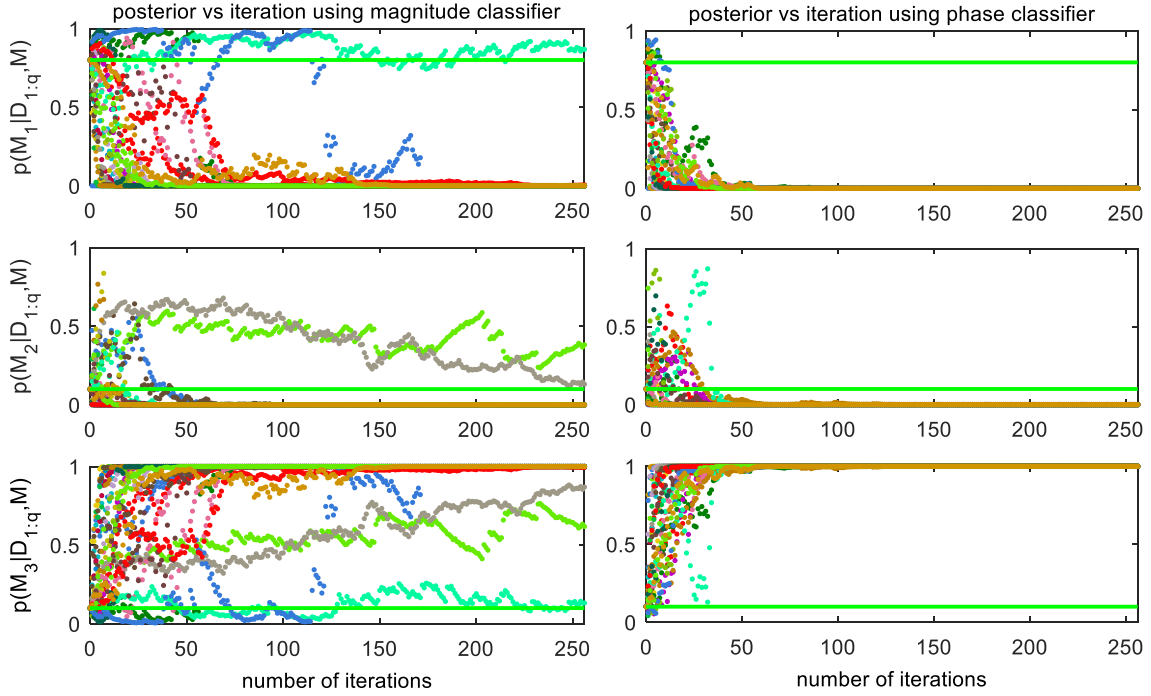 posterior vs iteration using magnitude classifier
posterior vs iteration using phase classifier
p(M1|D1:q,M)
1
0.5
0
0 50 100 150 200 250
1
0.5
0
0 50 100 150 200 250
p(M2|D1:q,M)
1
0.5
0
0 50 100 150 200 250
1
0.5
0
0 50 100 150 200 250
p(M3|D1:q,M)
1
0.5
0
0 50 100 150 200 250
number of iterations
1
0.5
0
0 50 100 150 200 250
number of iterations